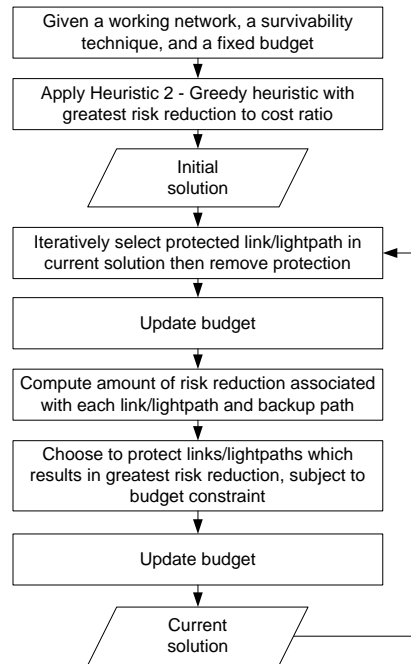 Given a working network, a survivability
technique, and a fixed budget
Apply Heuristic 2 - Greedy heuristic with
greatest risk reduction to cost ratio
Initial
solution
Iteratively select protected link/lightpath in
current solution then remove protection
Update budget
Compute amount of risk reduction associated
with each link/lightpath and backup path
Choose to protect links/lightpaths which
results in greatest risk reduction, subject to
budget constraint
Update budget
Current
solution